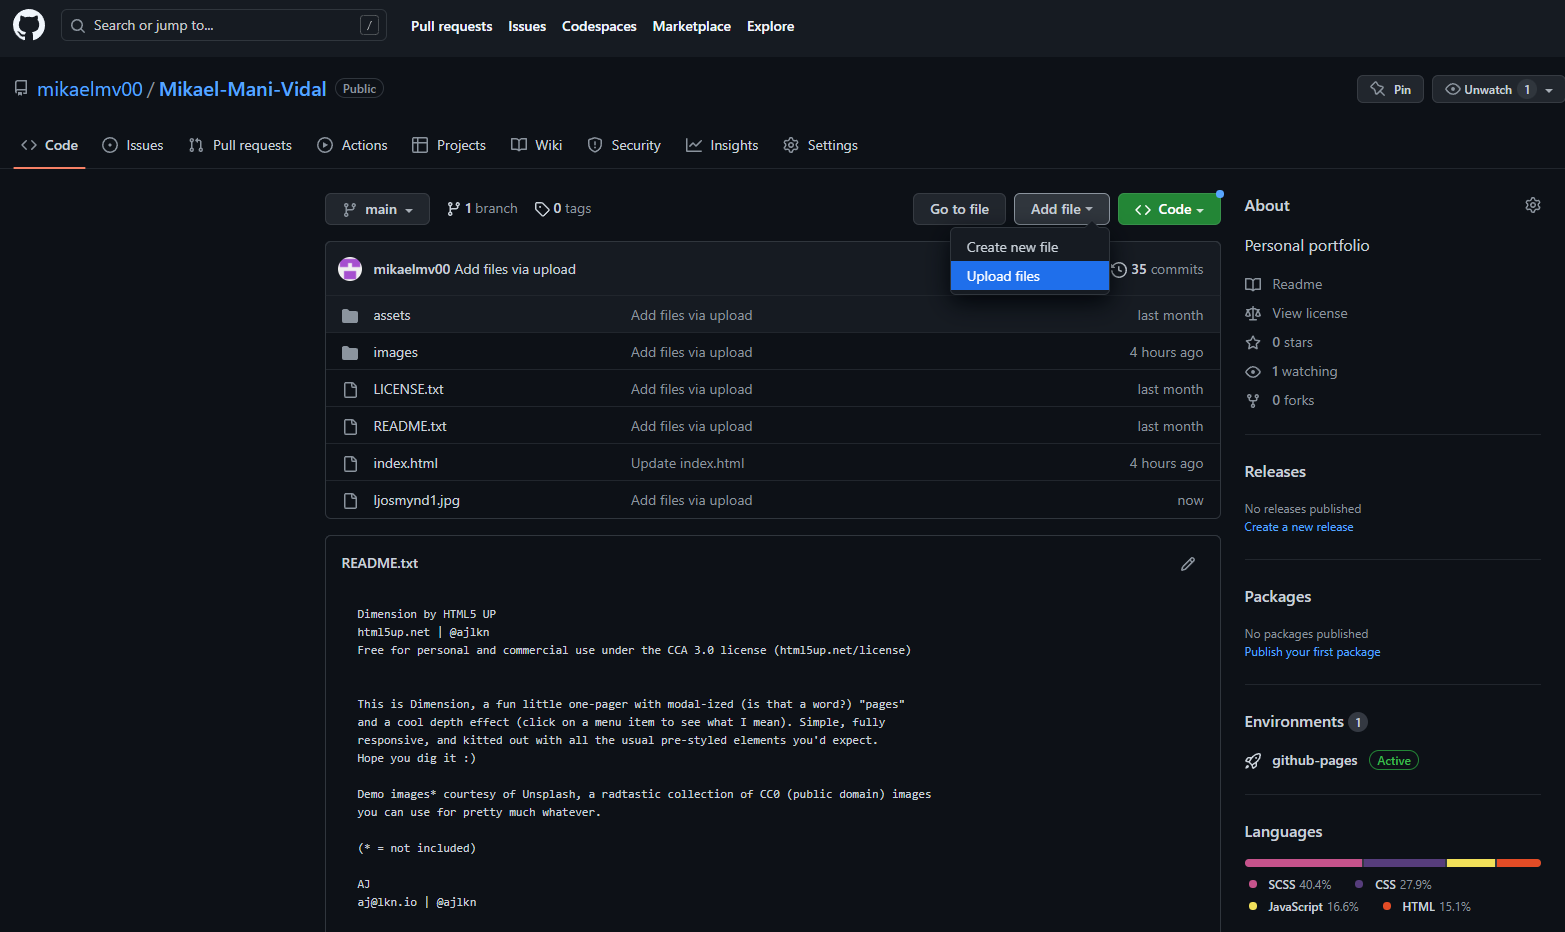 Search or jump to... /
Pull requests Issues Codespaces Marketplace Explore
mikaelmv00 / Mikael-Mani-Vidal Public
Pin Unwatch 1
Code Issues Pull requests Actions Projects Wiki Security Insights Settings
main 1 branch 0 tags
Go to file Add file Code
Create new file
Upload files
mikaelmv00 Add files via upload 35 commits
assets Add files via upload last month
images Add files via upload 4 hours ago
LICENSE.txt Add files via upload last month
README.txt Add files via upload last month
index.html Update index.html 4 hours ago
ljosmynd1.jpg Add files via upload now
README.txt
Dimension by HTML5 UP
html5up.net | @ajlkn
Free for personal and commercial use under the CCA 3.0 license (html5up.net/license)
This is Dimension, a fun little one-pager with modal-ized (is that a word?) "pages"
and a cool depth effect (click on a menu item to see what I mean). Simple, fully
responsive, and kitted out with all the usual pre-styled elements you'd expect.
Hope you dig it :)
Demo images* courtesy of Unsplash, a radtastic collection of CC0 (public domain) images
you can use for pretty much whatever.
(* = not included)
AJ
aj@lkn.io | @ajlkn
About
Personal portfolio
Readme
View license
0 stars
1 watching
0 forks
Releases
No releases published
Create a new release
Packages
No packages published
Publish your first package
Environments 1
github-pages Active
Languages
SCSS 40.4% CSS 27.9%
JavaScript 16.6% HTML 15.1%